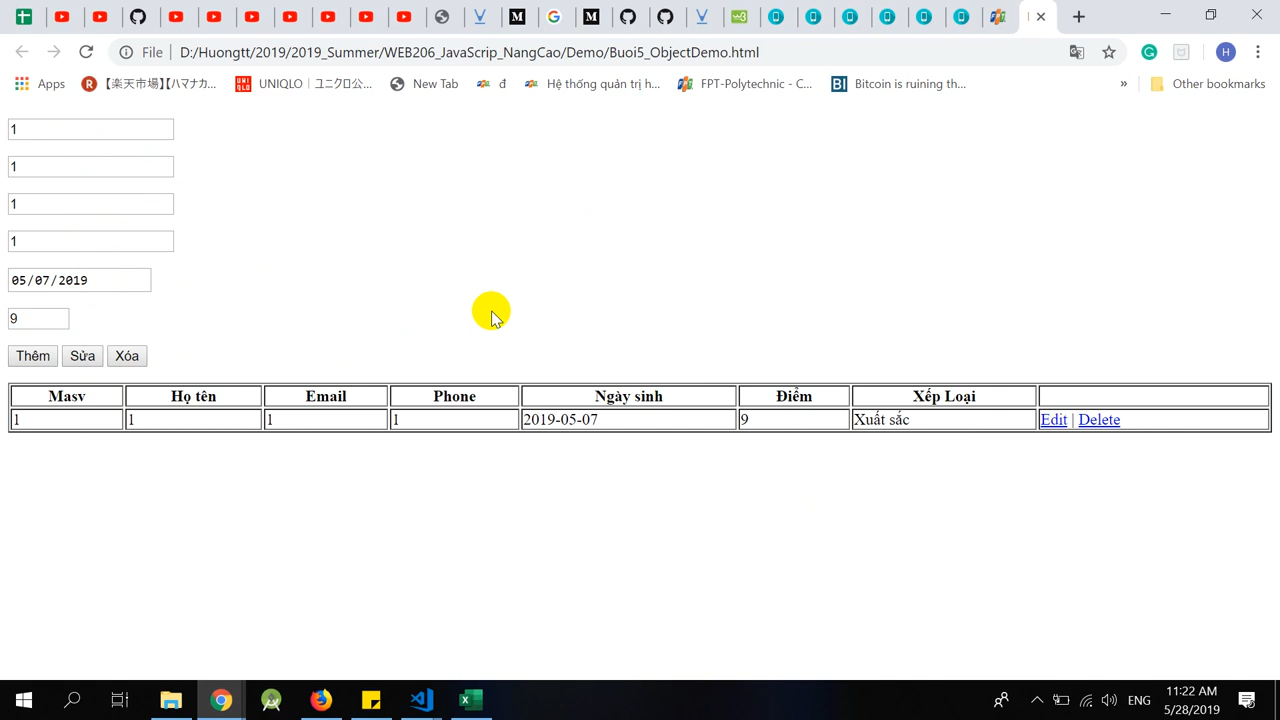 File
D:/Huongtt/2019/2019_Summer/WEB206_JavaScrip_NangCao/Demo/Buoi5_ObjectDemo.html
H
Apps
【楽天市場】【ハマナカ...
UNIQLO｜ユニクロ公...
New Tab
đ
Hệ thống quản trị h...
FPT-Polytechnic - C...
BI
Bitcoin is ruining th...
»
Other bookmarks
1
1
1
1
05/07/2019
9
Thêm Sửa Xóa
Masv Họ tên Email Phone Ngày sinh Điểm Xếp Loại
1 1 1 1 2019-05-07 9 Xuất sắc Edit | Delete
ENG
11:22 AM
5/28/2019